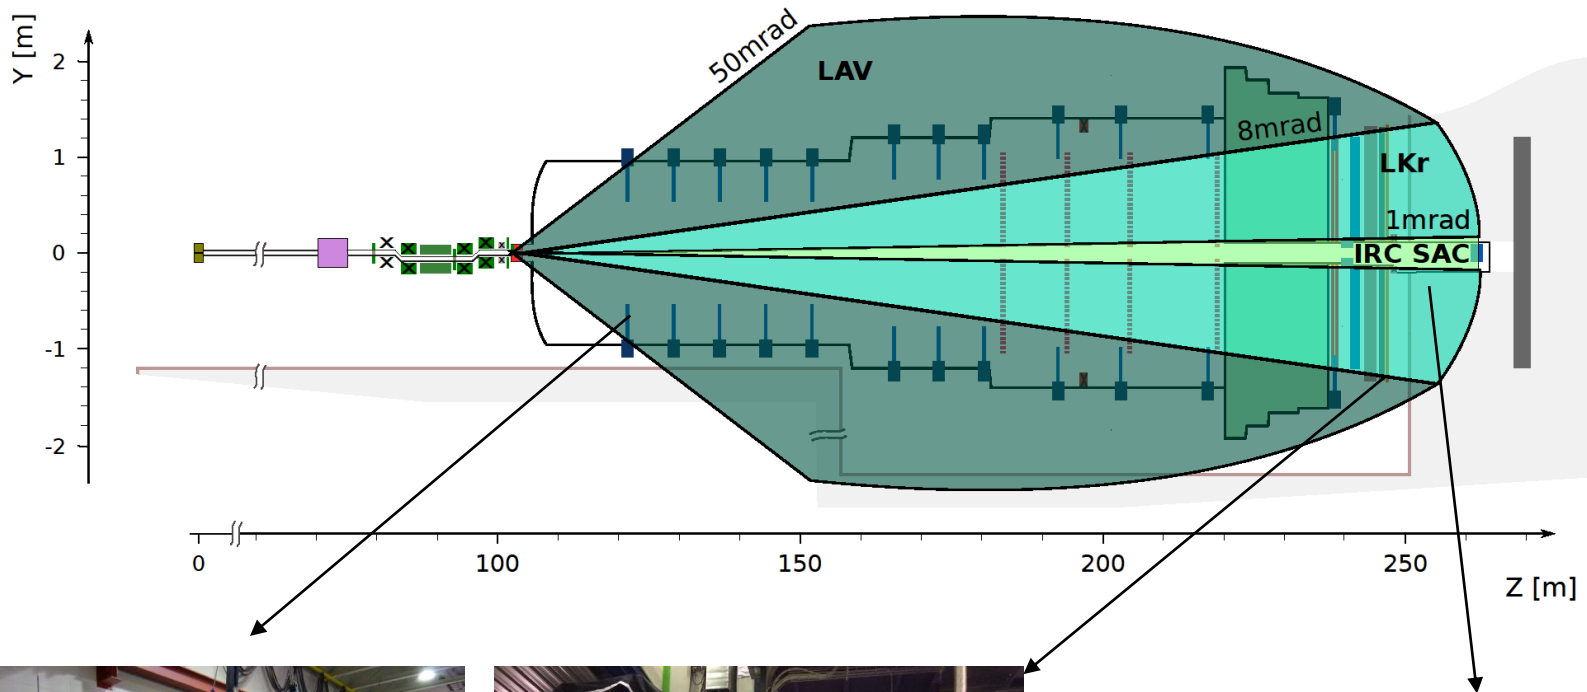 Y [m]
2
1
0
-1
-2
50mrad
LAV
8mrad
LKr
1mrad
IRC SAC
0
100
150
200
250
Z [m]